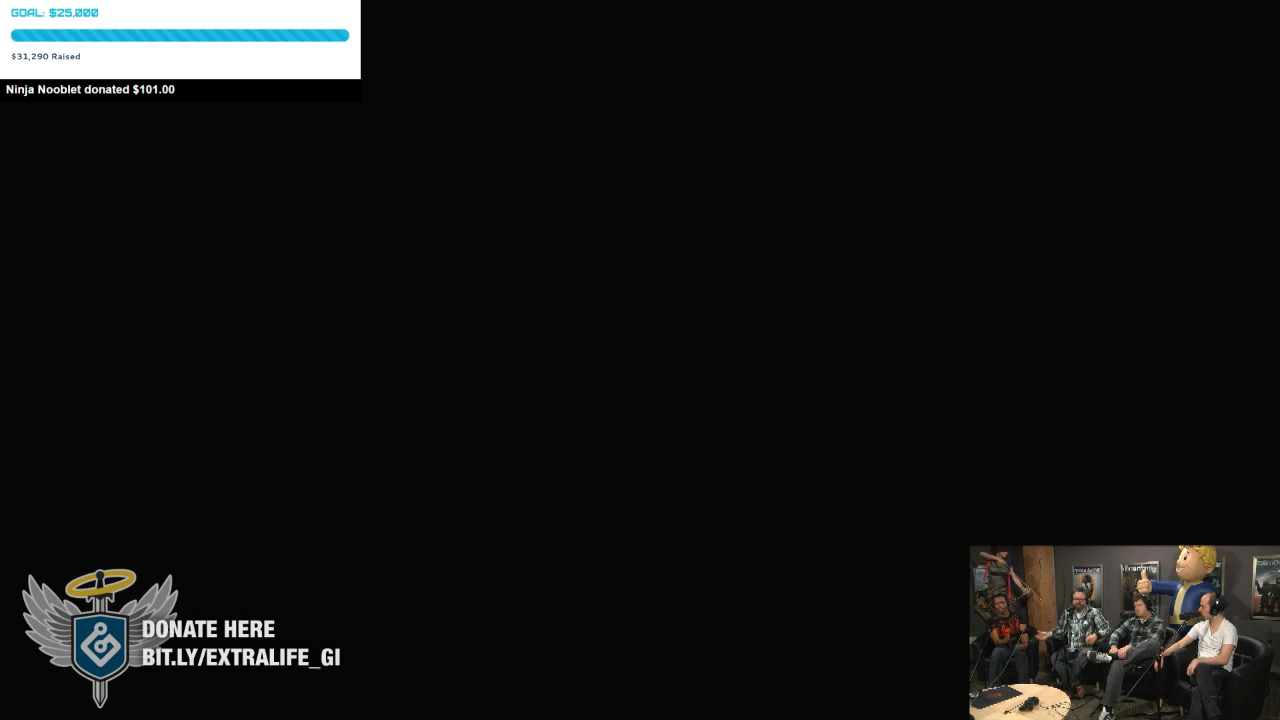 GOAL: $25,000
$31,290 Raised
Ninja Nooblet donated $101.00
DONATE HERE
BIT.LY/EXTRALIFE_GI